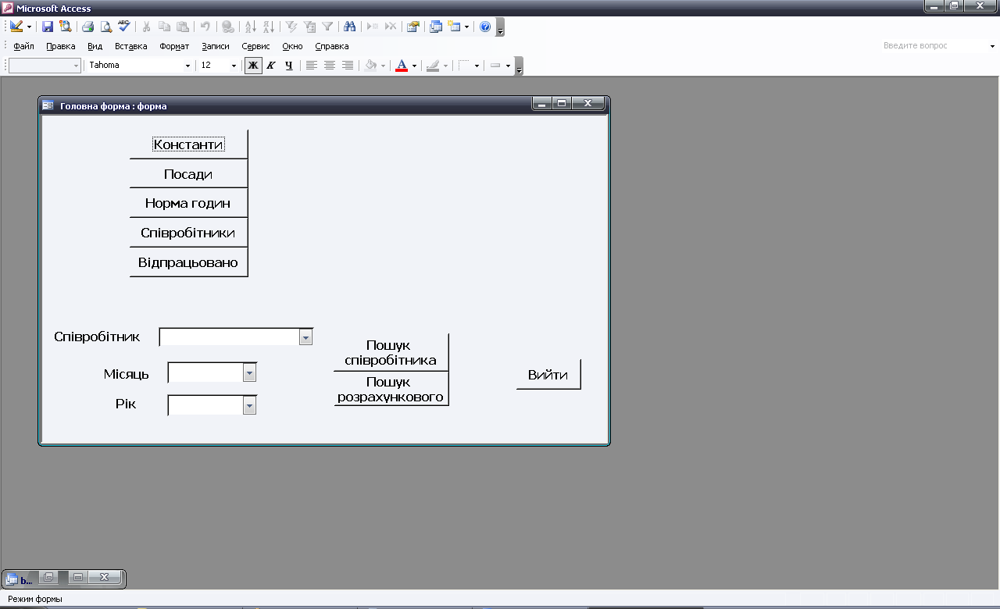 Microsoft Access
Файл Правка Вид Вставка Формат Записи Сервис Окно Справка
Введите вопрос
Tahoma 12 Ж К Ч A
Головна форма : форма
Константи
Посади
Норма годин
Співробітники
Відпрацьовано
Співробітник
Місяць
Рік
Пошук
співробітника
Пошук
розрахункового
Вийти
b...
Режим формы